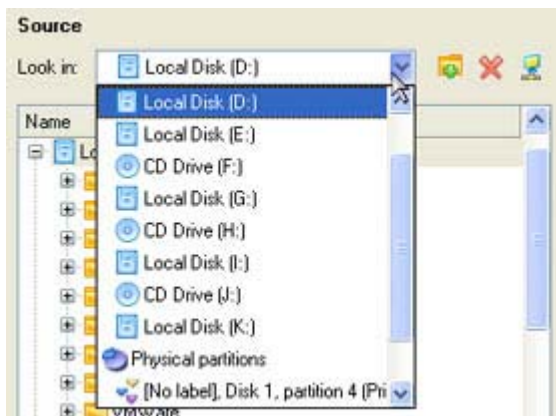 Source
Look in:
Local Disk (D:)
Local Disk (D:)
Name
Local Disk (E:)
CD Drive (F:)
Local Disk (G:)
CD Drive (H:)
Local Disk (I:)
CD Drive (J:)
Local Disk (K:)
Physical partitions
[No label], Disk 1, partition 4 (Pri
VMWare